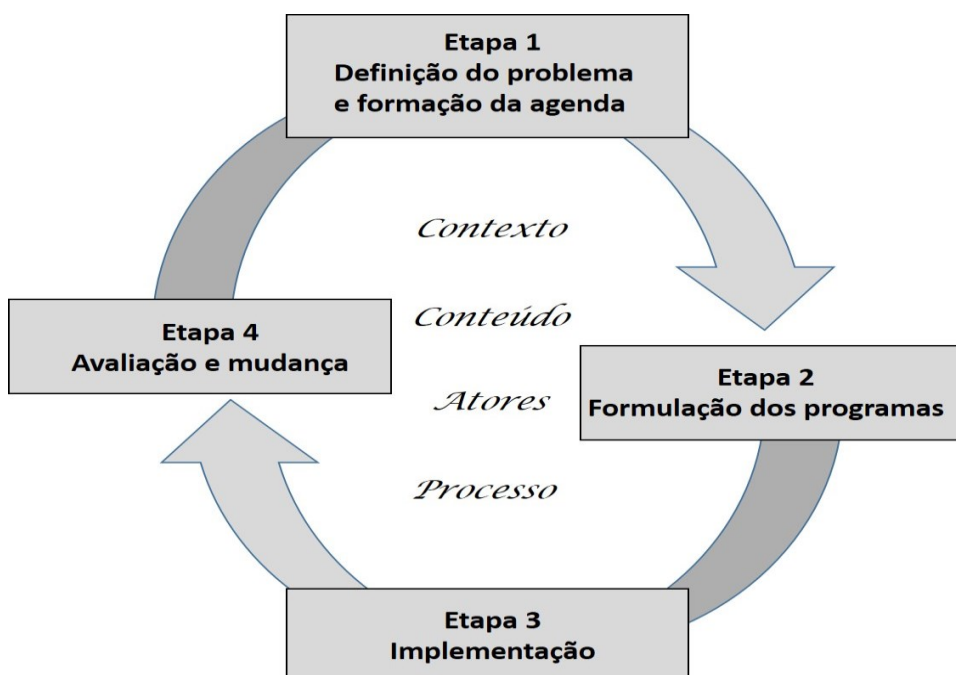 Etapa 1
Definição do problema
e formação da agenda
Contexto
Conteúdo
Atores
Processo
Etapa 2
Formulação dos programas
Etapa 3
Implementação
Etapa 4
Avaliação e mudança